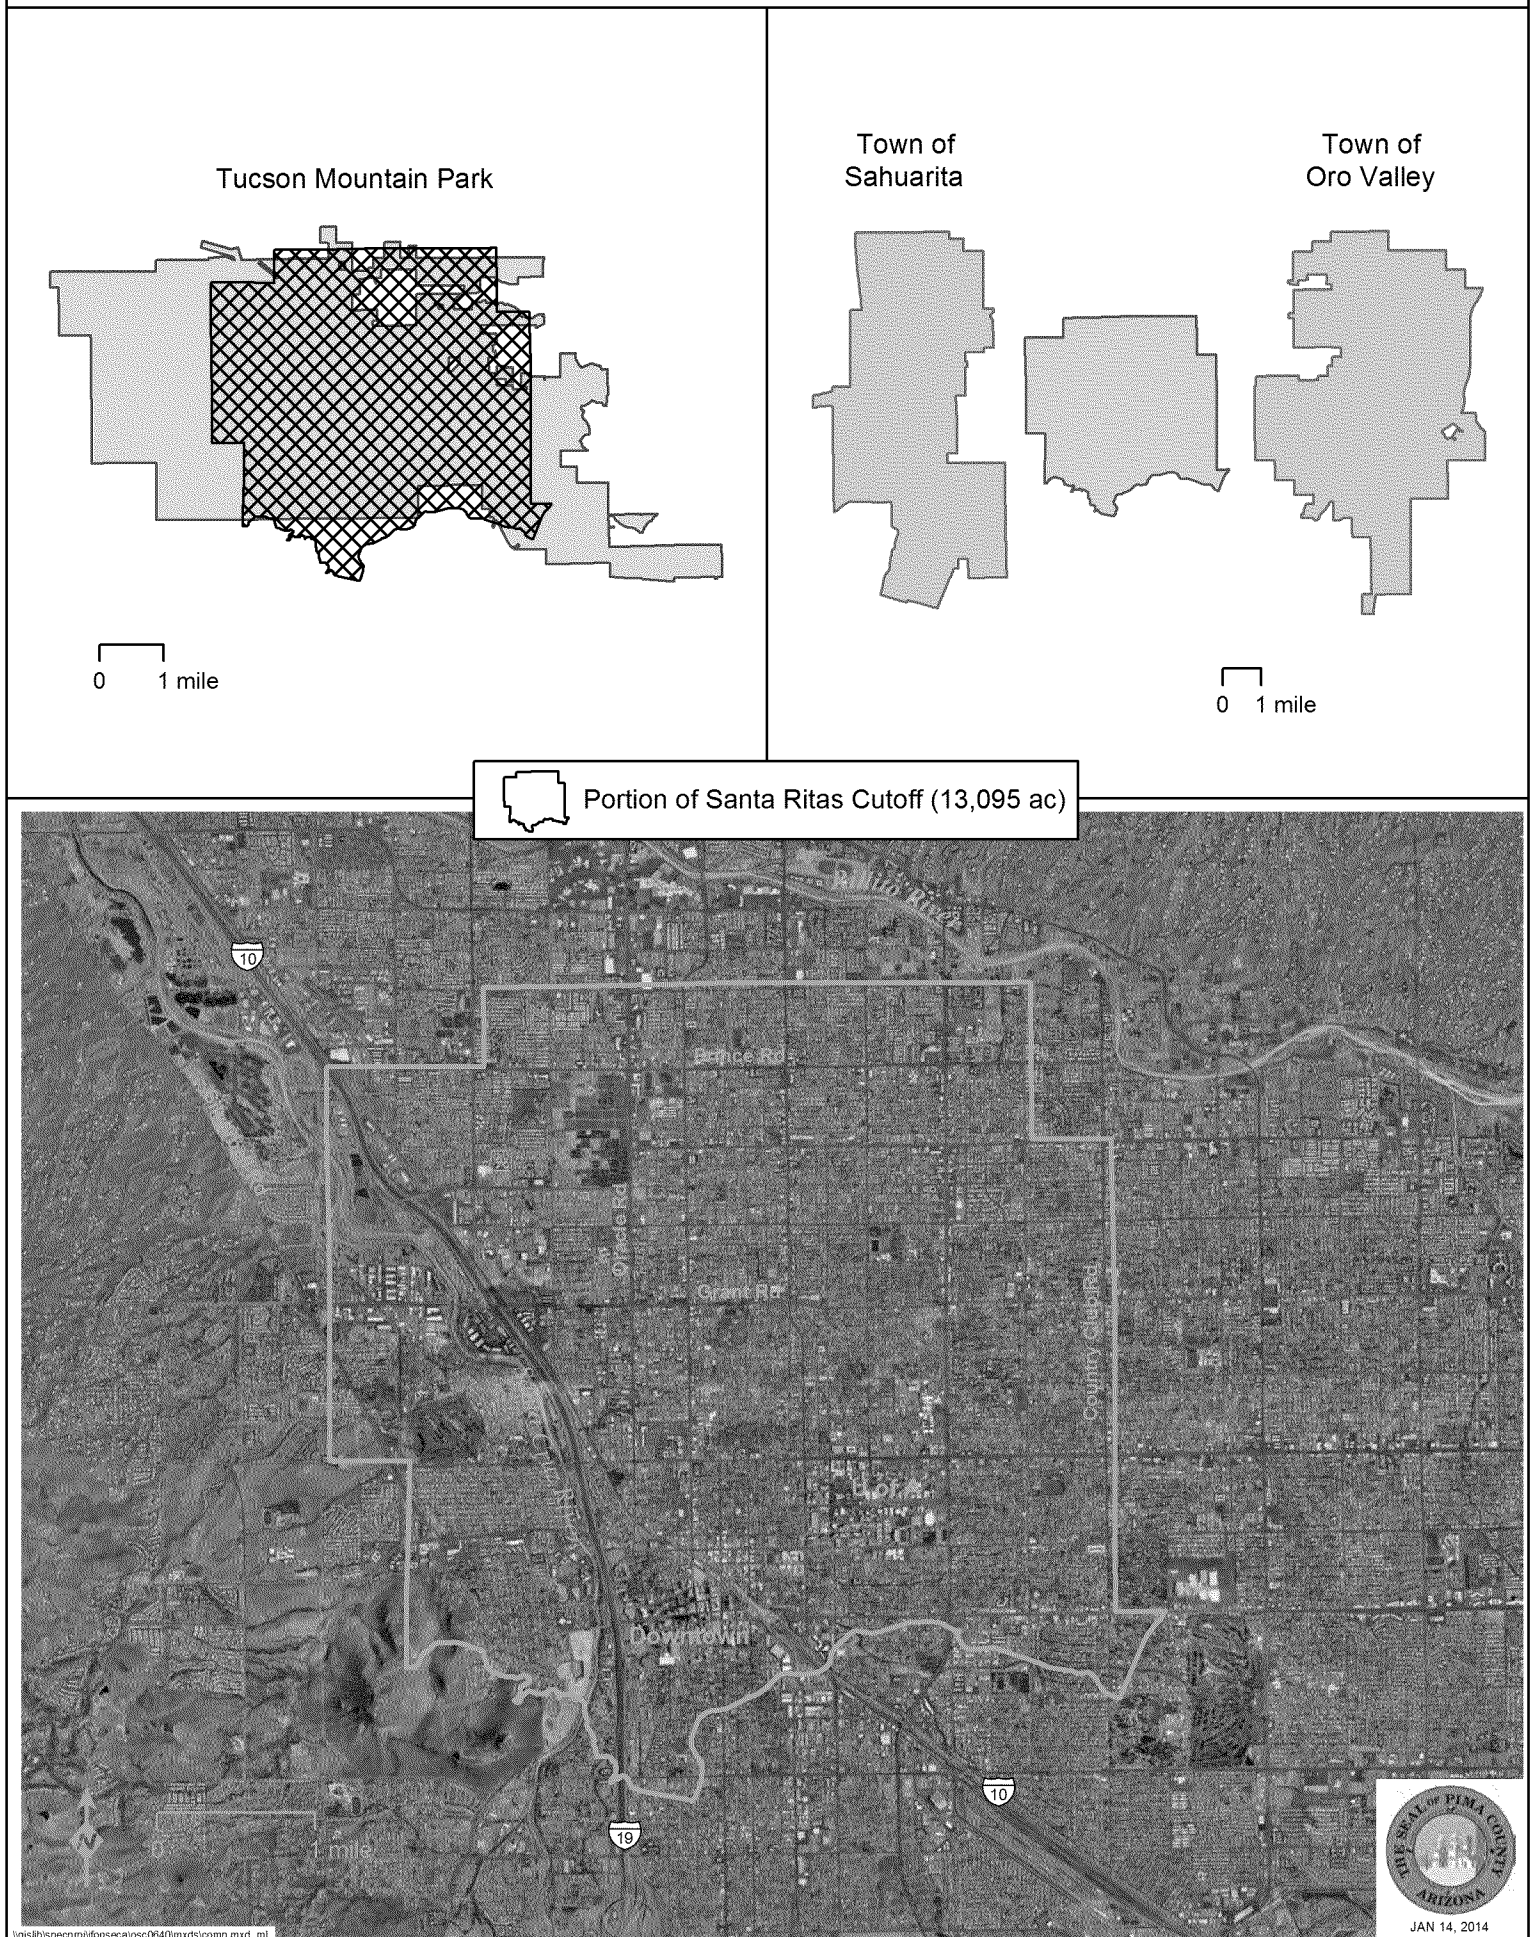 Tucson Mountain Park
0 1 mile
Town of
Sahuarita
Town of
Oro Valley
0 1 mile
Portion of Santa Ritas Cutoff (13,095 ac)
Rillito River
10
Prince Rd
Oracle Rd
Grant Rd
Country Club Rd
U of A
Downtown
10
19
N
0 1 mile
THE SEAL OF PIMA COUNTY
ARIZONA
JAN 14, 2014